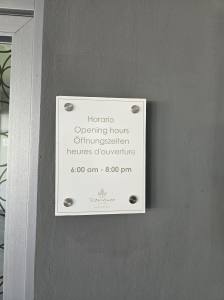 Horario
Opening hours
Öffnungszeiten
heures d'ouverture
6:00 am - 8:00 pm